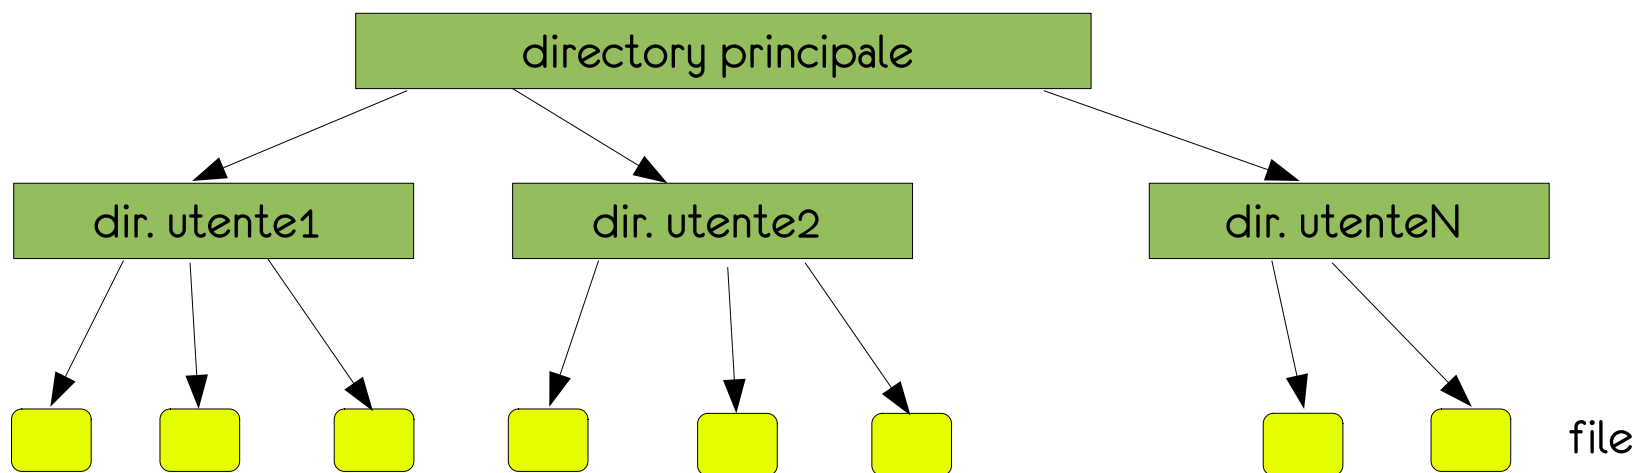 directory principale
dir. utente1
dir. utente2
dir. utenteN
file